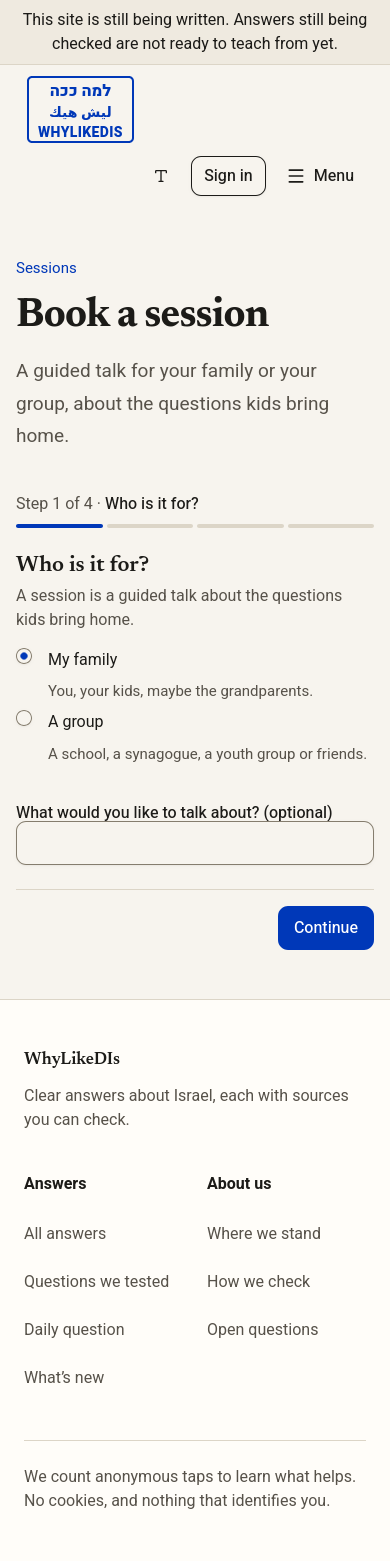 This site is still being written. Answers still being
checked are not ready to teach from yet.
למה ככה
ليش هيك
WHYLIKEDIS
T
Sign in
Menu
Sessions
Book a session
A guided talk for your family or your
group, about the questions kids bring
home.
Step 1 of 4 · Who is it for?
Who is it for?
A session is a guided talk about the questions
kids bring home.
My family
You, your kids, maybe the grandparents.
A group
A school, a synagogue, a youth group or friends.
What would you like to talk about? (optional)
Continue
WhyLikeDIs
Clear answers about Israel, each with sources
you can check.
Answers
All answers
Questions we tested
Daily question
What’s new
About us
Where we stand
How we check
Open questions
We count anonymous taps to learn what helps.
No cookies, and nothing that identifies you.